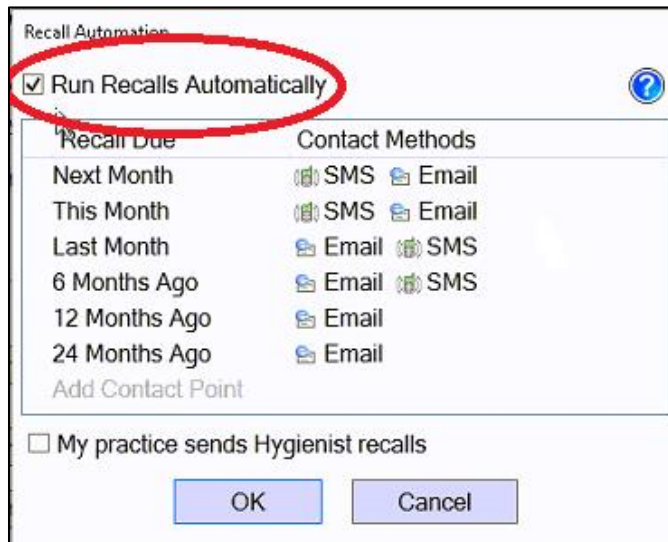 Recall Automation
Run Recalls Automatically
?
Recall Due Contact Methods
Next Month SMS Email
This Month SMS Email
Last Month Email SMS
6 Months Ago Email SMS
12 Months Ago Email
24 Months Ago Email
Add Contact Point
My practice sends Hygienist recalls
OK Cancel